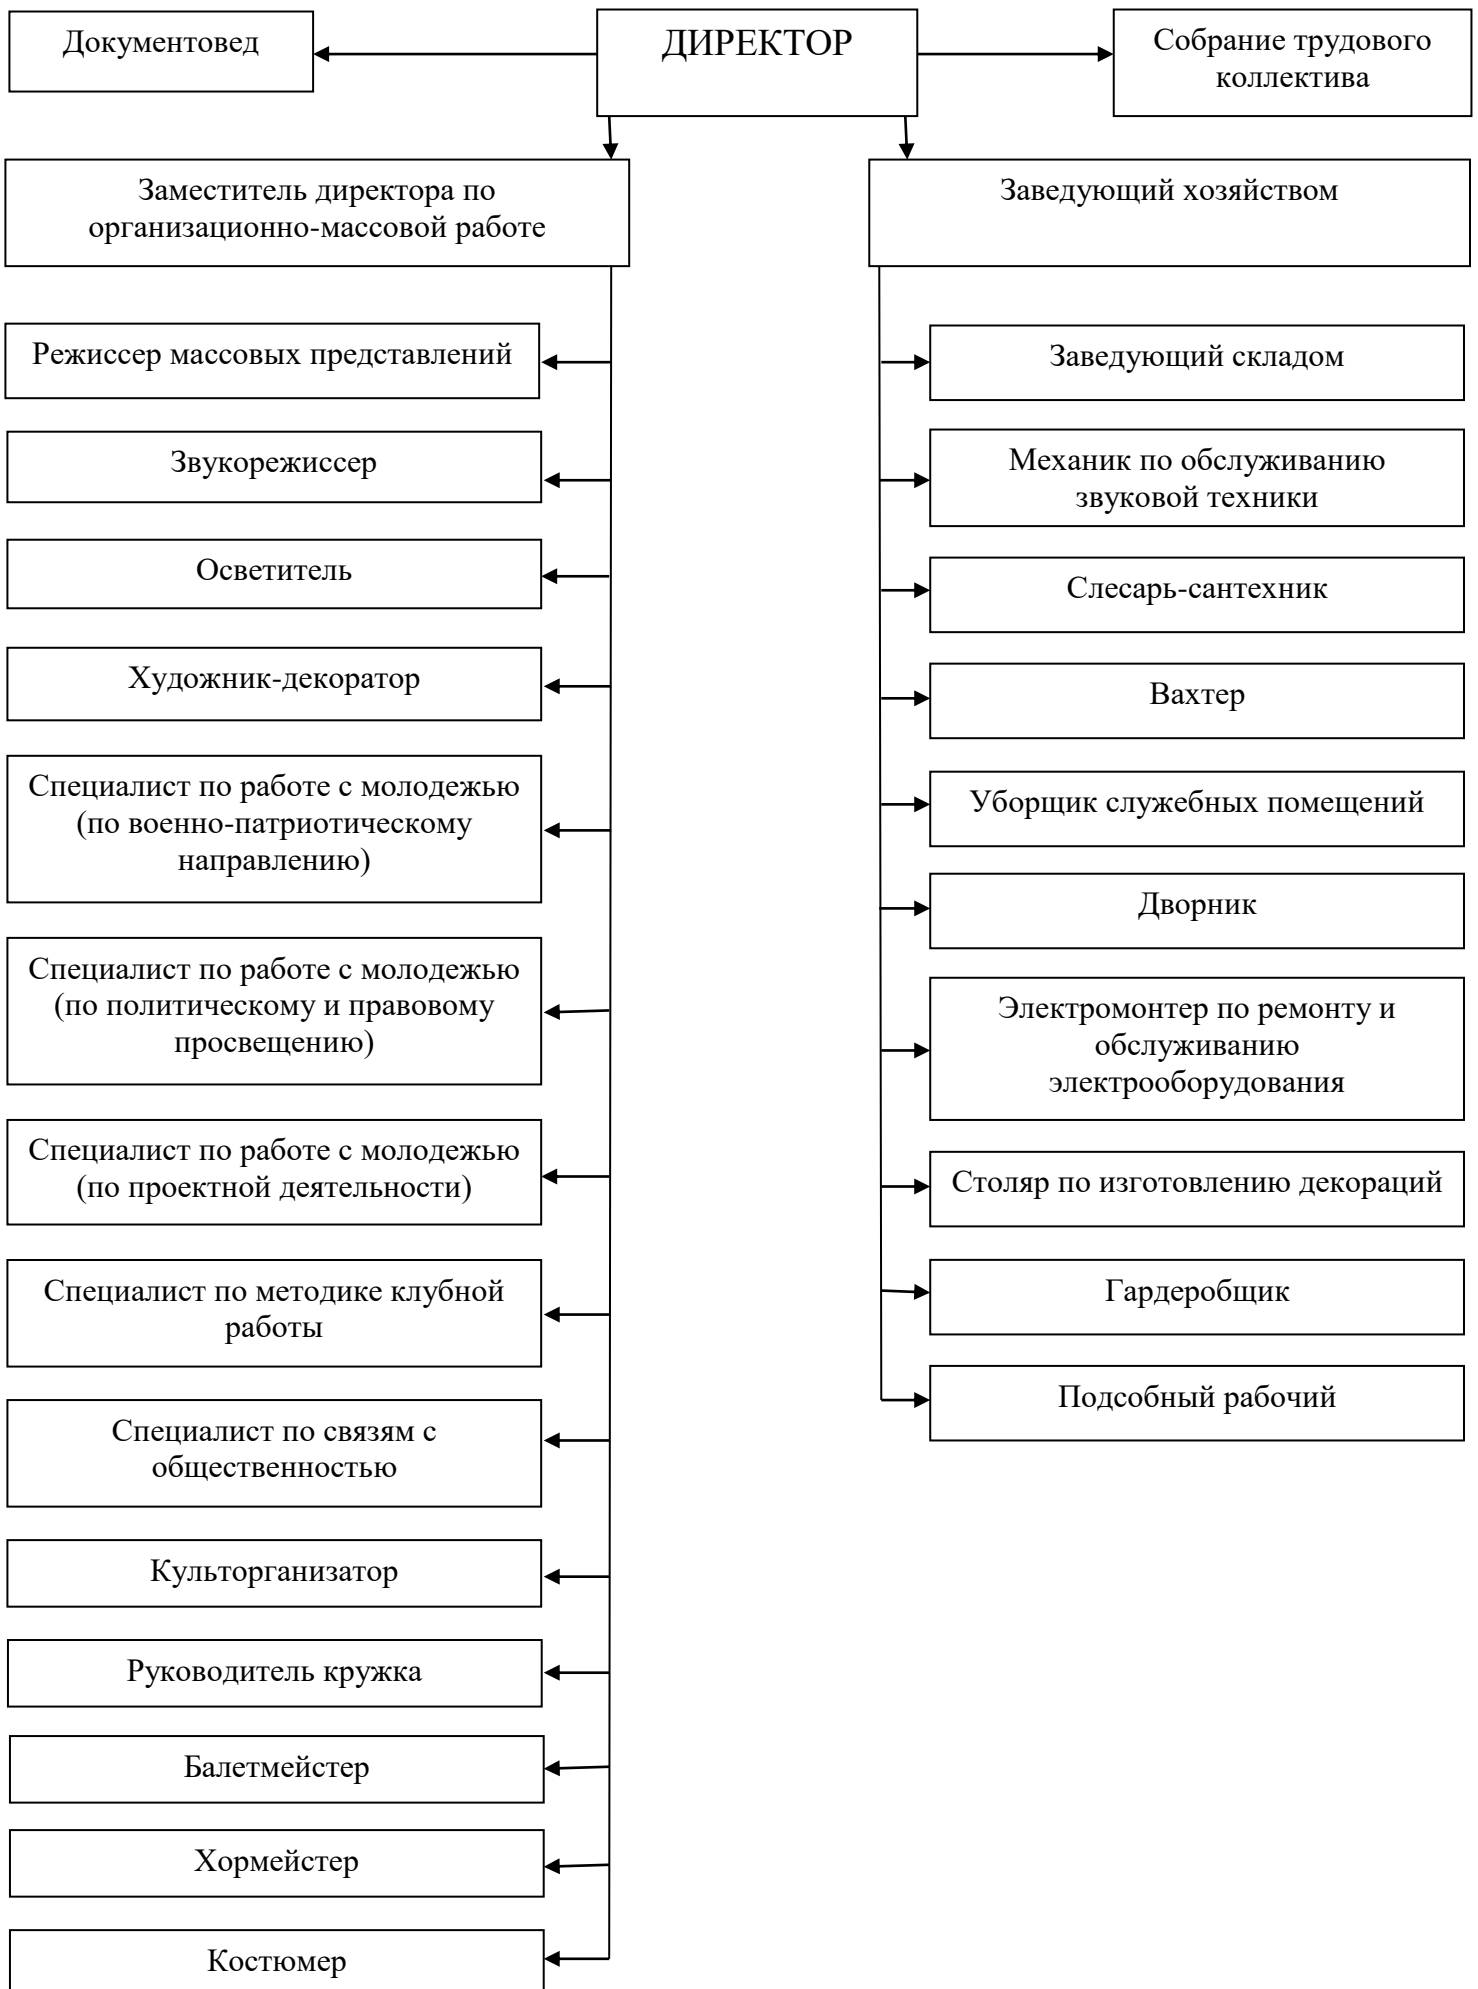 Документовед
ДИРЕКТОР
Собрание трудового
коллектива
Заместитель директора по
организационно-массовой работе
Заведующий хозяйством
Режиссер массовых представлений
Звукорежиссер
Осветитель
Художник-декоратор
Специалист по работе с молодежью
(по военно-патриотическому
направлению)
Специалист по работе с молодежью
(по политическому и правовому
просвещению)
Специалист по работе с молодежью
(по проектной деятельности)
Специалист по методике клубной
работы
Специалист по связям с
общественностью
Культорганизатор
Руководитель кружка
Балетмейстер
Хормейстер
Костюмер
Заведующий складом
Механик по обслуживанию
звуковой техники
Слесарь-сантехник
Вахтер
Уборщик служебных помещений
Дворник
Электромонтер по ремонту и
обслуживанию
электрооборудования
Столяр по изготовлению декораций
Гардеробщик
Подсобный рабочий